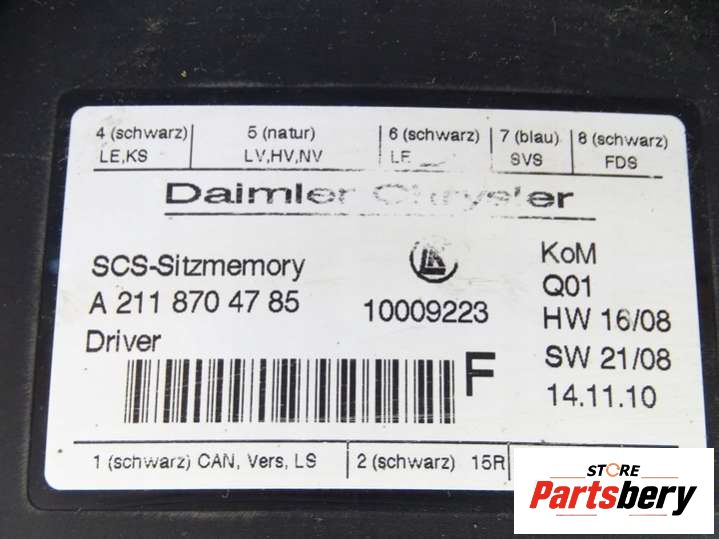 4 (schwarz) 5 (natur) 6 (schwarz) 7 (blau) 8 (schwarz)
LE,KS LV,HV,NV LF SVS FDS
Daimler Chrysler
SCS-Sitzmemory KoM
A 211 870 47 85 10009223 Q01
Driver HW 16/08
F SW 21/08
14.11.10
1 (schwarz) CAN, Vers, LS 2 (schwarz) 15R
STORE
Partsbery